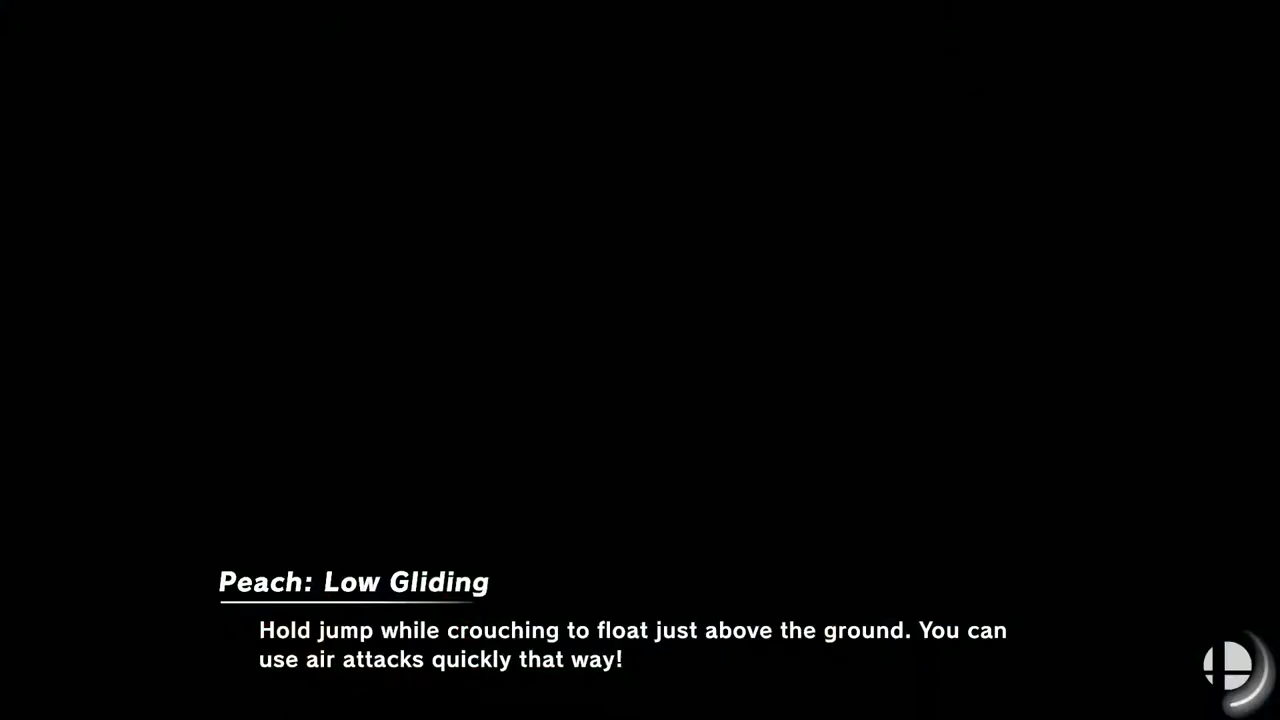 Peach: Low Gliding
Hold jump while crouching to float just above the ground. You can
use air attacks quickly that way!